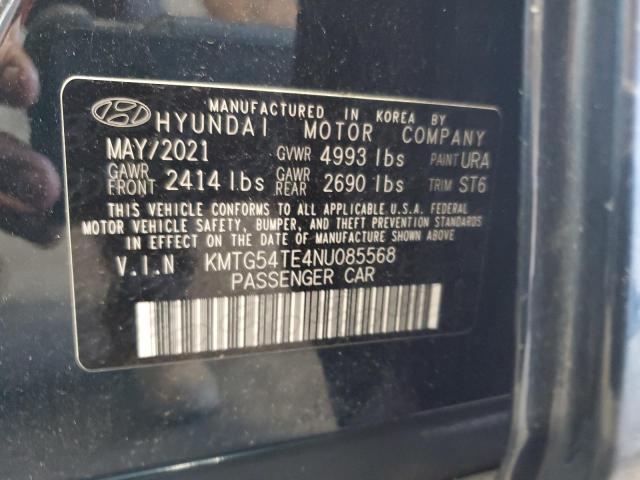 MANUFACTURED IN KOREA BY
HYUNDAI MOTOR COMPANY
MAY/2021 GVWR 4993 lbs PAINT URA
GAWR FRONT 2414 lbs GAWR REAR 2690 lbs TRIM ST6
THIS VEHICLE CONFORMS TO ALL APPLICABLE U.S.A. FEDERAL
MOTOR VEHICLE SAFETY, BUMPER, AND THEFT PREVENTION STANDARDS
IN EFFECT ON THE DATE OF MANUFACTURE SHOWN ABOVE.
V.I.N KMTG54TE4NU085568
PASSENGER CAR